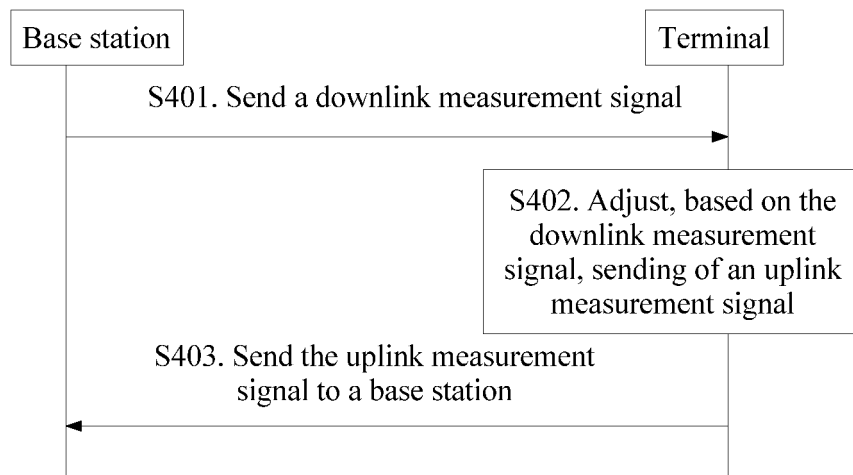 Base station
Terminal
S401. Send a downlink measurement signal
S402. Adjust, based on the
downlink measurement
signal, sending of an uplink
measurement signal
S403. Send the uplink measurement
signal to a base station